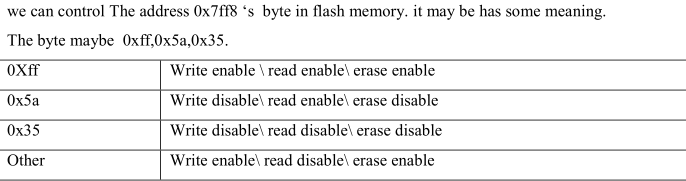 we can control The address 0x7ff8 ‘s  byte in flash memory. it may be has some meaning.
The byte maybe  0xff,0x5a,0x35.
0Xff Write enable \ read enable\ erase enable
0x5a Write disable\ read enable\ erase disable
0x35 Write disable\ read disable\ erase disable
Other Write enable\ read disable\ erase enable